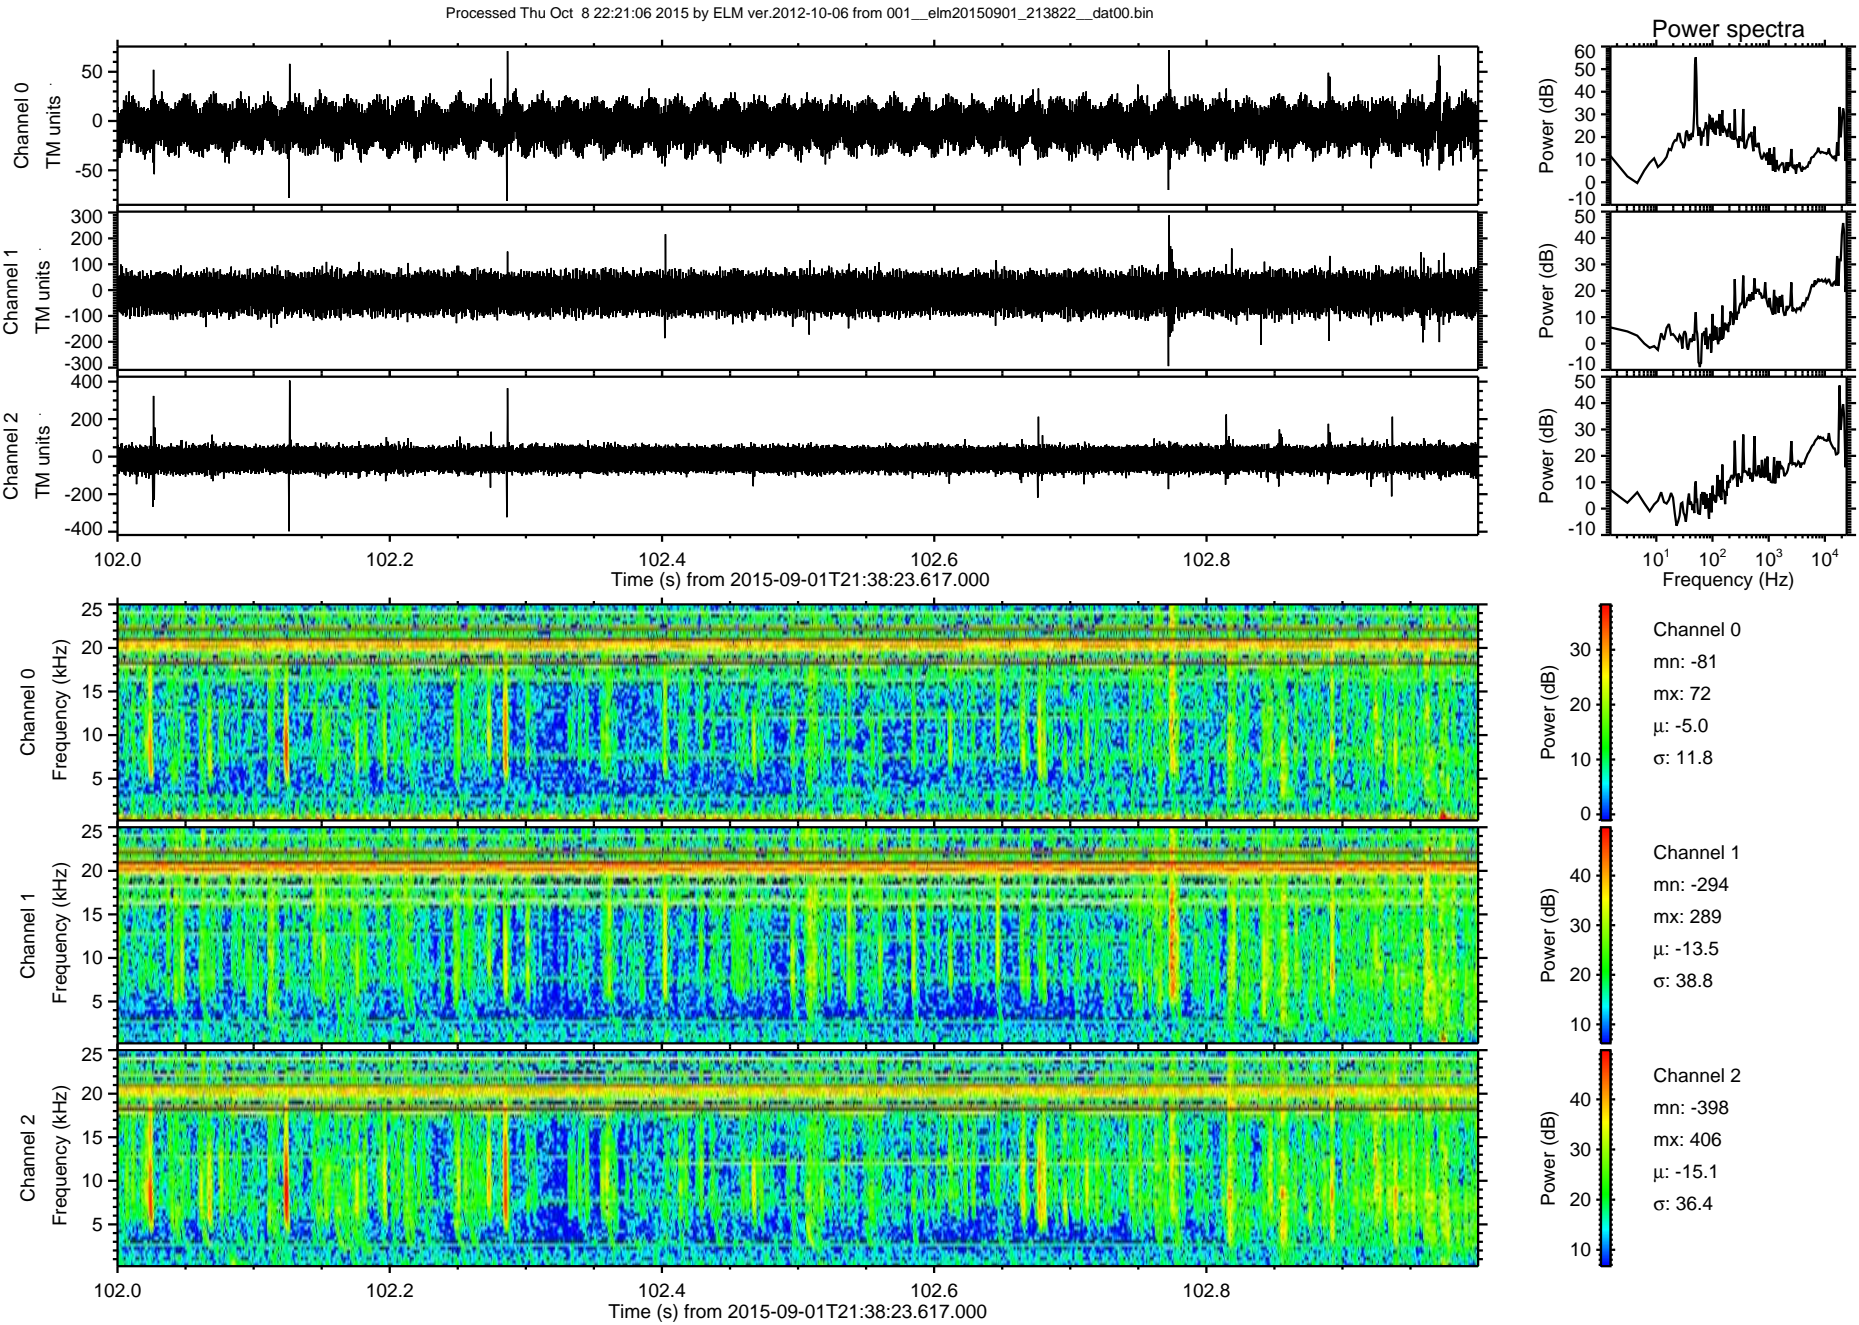 Processed Thu Oct  8 22:21:06 2015 by ELM ver.2012-10-06 from 001__elm20150901_213822__dat00.bin
Power spectra
Channel 0
TM units
50
0
-50
Power (dB)
60
50
40
30
20
10
0
-10
Channel 1
TM units
300
200
100
0
-100
-200
-300
Power (dB)
50
40
30
20
10
0
-10
Channel 2
TM units
400
200
0
-200
-400
Power (dB)
50
40
30
20
10
0
-10
102.0 102.2 102.4 102.6 102.8
Time (s) from 2015-09-01T21:38:23.617.000
10¹ 10² 10³ 10⁴
Frequency (Hz)
Channel 0
Frequency (kHz)
25
20
15
10
5
Power (dB)
30
20
10
0
Channel 0
mn: -81
mx: 72
μ: -5.0
σ: 11.8
Channel 1
Frequency (kHz)
25
20
15
10
5
Power (dB)
40
30
20
10
Channel 1
mn: -294
mx: 289
μ: -13.5
σ: 38.8
Channel 2
Frequency (kHz)
25
20
15
10
5
Power (dB)
40
30
20
10
Channel 2
mn: -398
mx: 406
μ: -15.1
σ: 36.4
102.0 102.2 102.4 102.6 102.8
Time (s) from 2015-09-01T21:38:23.617.000